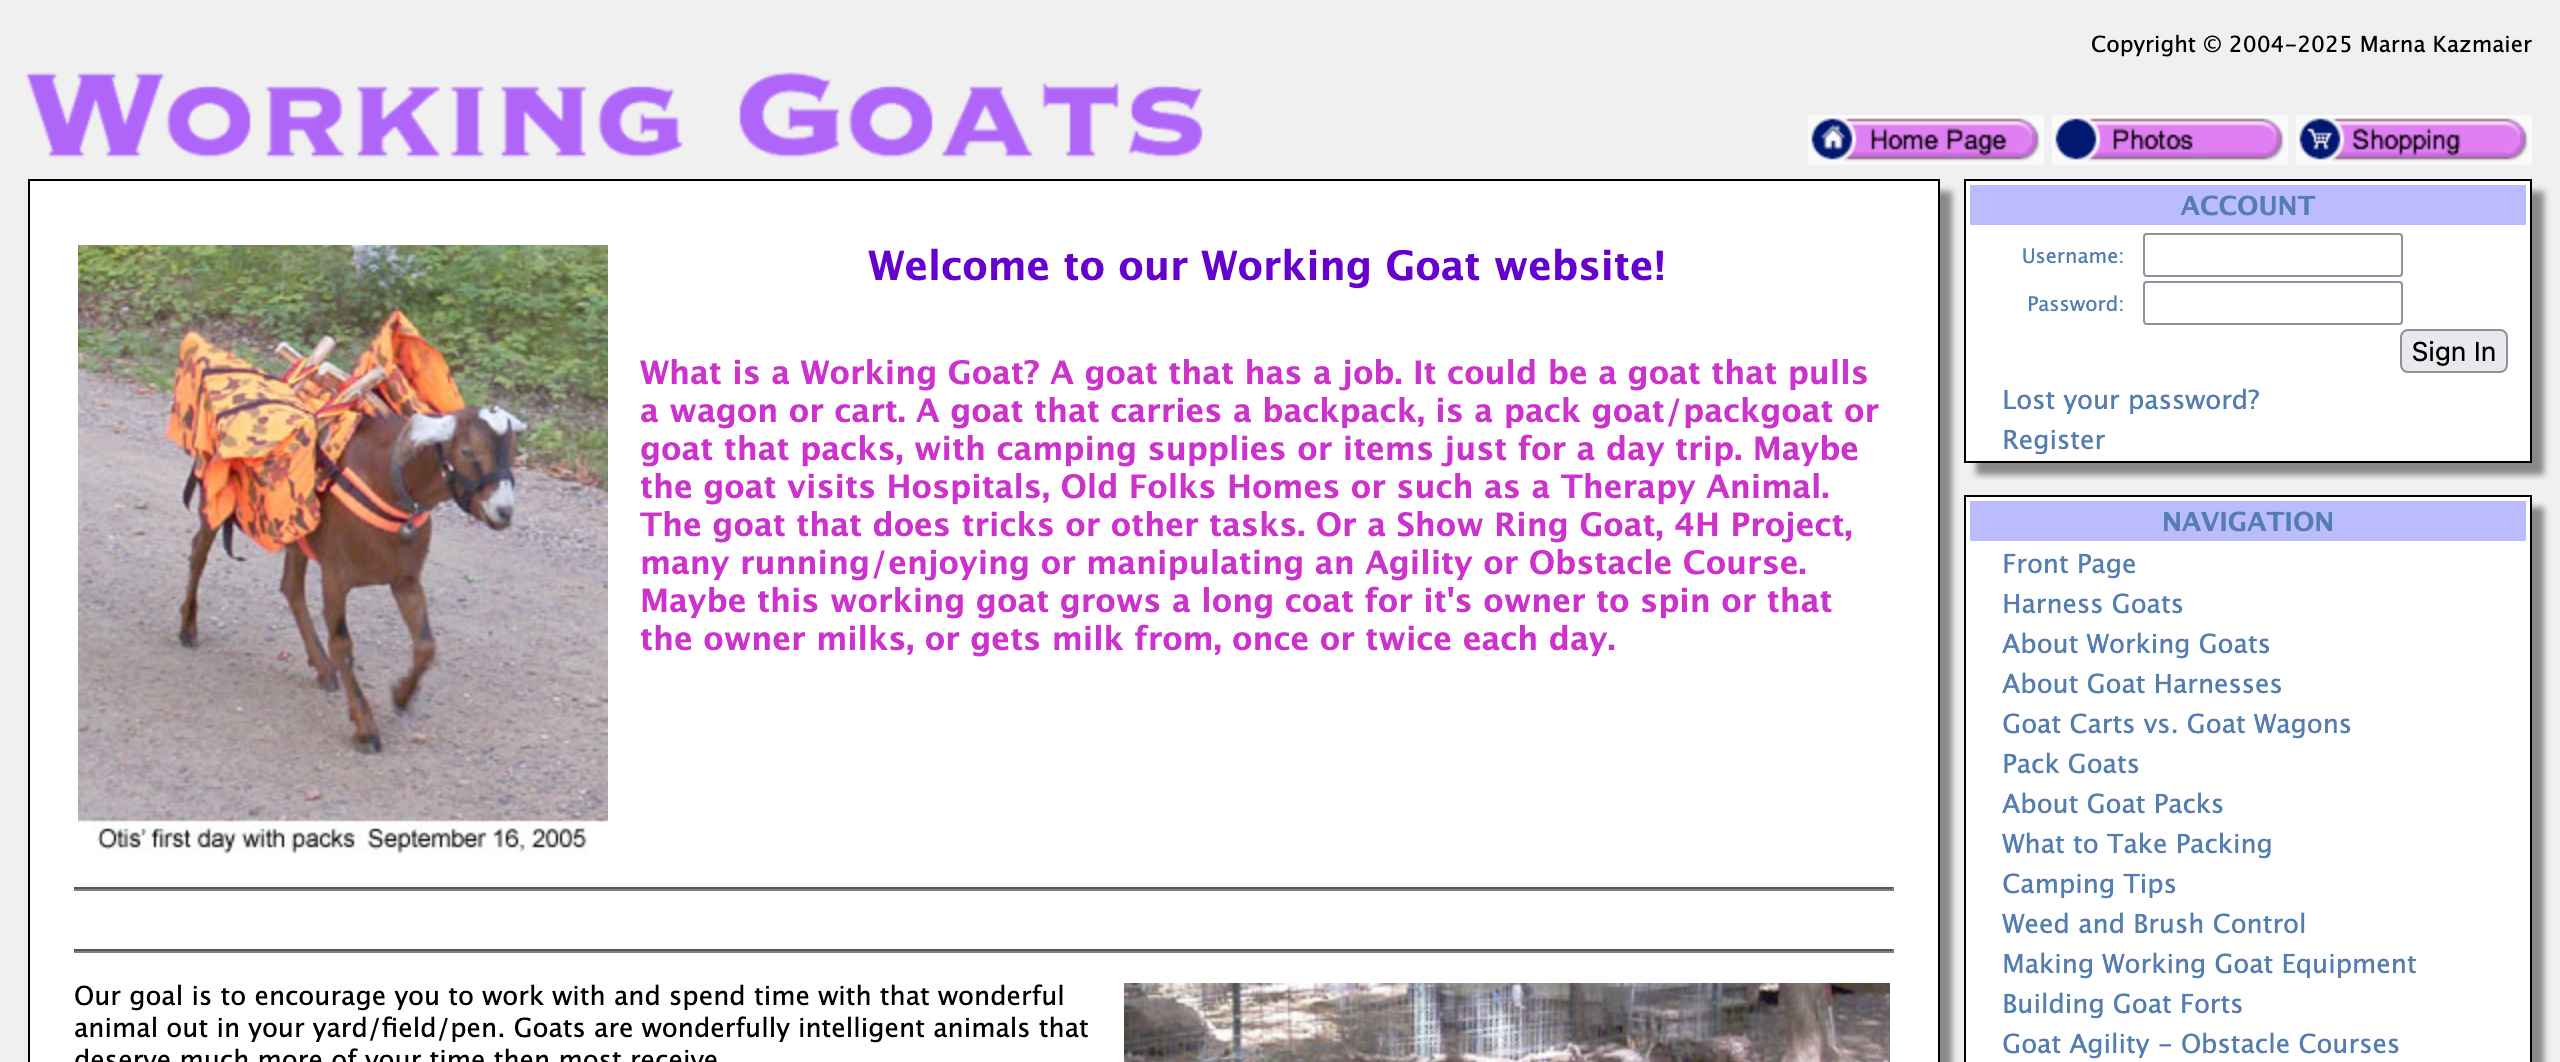 Copyright © 2004-2025 Marna Kazmaier
WORKING GOATS
Home Page
Photos
Shopping
Welcome to our Working Goat website!
What is a Working Goat? A goat that has a job. It could be a goat that pulls
a wagon or cart. A goat that carries a backpack, is a pack goat/packgoat or
goat that packs, with camping supplies or items just for a day trip. Maybe
the goat visits Hospitals, Old Folks Homes or such as a Therapy Animal.
The goat that does tricks or other tasks. Or a Show Ring Goat, 4H Project,
many running/enjoying or manipulating an Agility or Obstacle Course.
Maybe this working goat grows a long coat for it's owner to spin or that
the owner milks, or gets milk from, once or twice each day.
Otis' first day with packs September 16, 2005
Our goal is to encourage you to work with and spend time with that wonderful
animal out in your yard/field/pen. Goats are wonderfully intelligent animals that
deserve much more of your time then most receive.
ACCOUNT
Username:
Password:
Sign In
Lost your password?
Register
NAVIGATION
Front Page
Harness Goats
About Working Goats
About Goat Harnesses
Goat Carts vs. Goat Wagons
Pack Goats
About Goat Packs
What to Take Packing
Camping Tips
Weed and Brush Control
Making Working Goat Equipment
Building Goat Forts
Goat Agility - Obstacle Courses